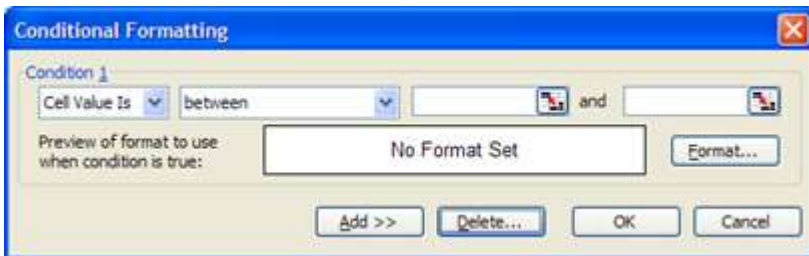 Conditional Formatting
Condition 1
Cell Value Is between and
Preview of format to use
when condition is true:
No Format Set
Format...
Add >> Delete... OK Cancel